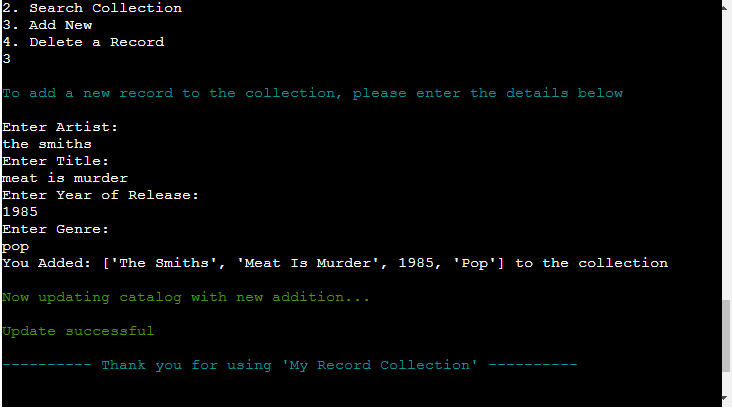 2. Search Collection
3. Add New
4. Delete a Record
3
To add a new record to the collection, please enter the details below
Enter Artist:
the smiths
Enter Title:
meat is murder
Enter Year of Release:
1985
Enter Genre:
pop
You Added: ['The Smiths', 'Meat Is Murder', 1985, 'Pop'] to the collection
Now updating catalog with new addition...
Update successful
---------- Thank you for using 'My Record Collection' ----------